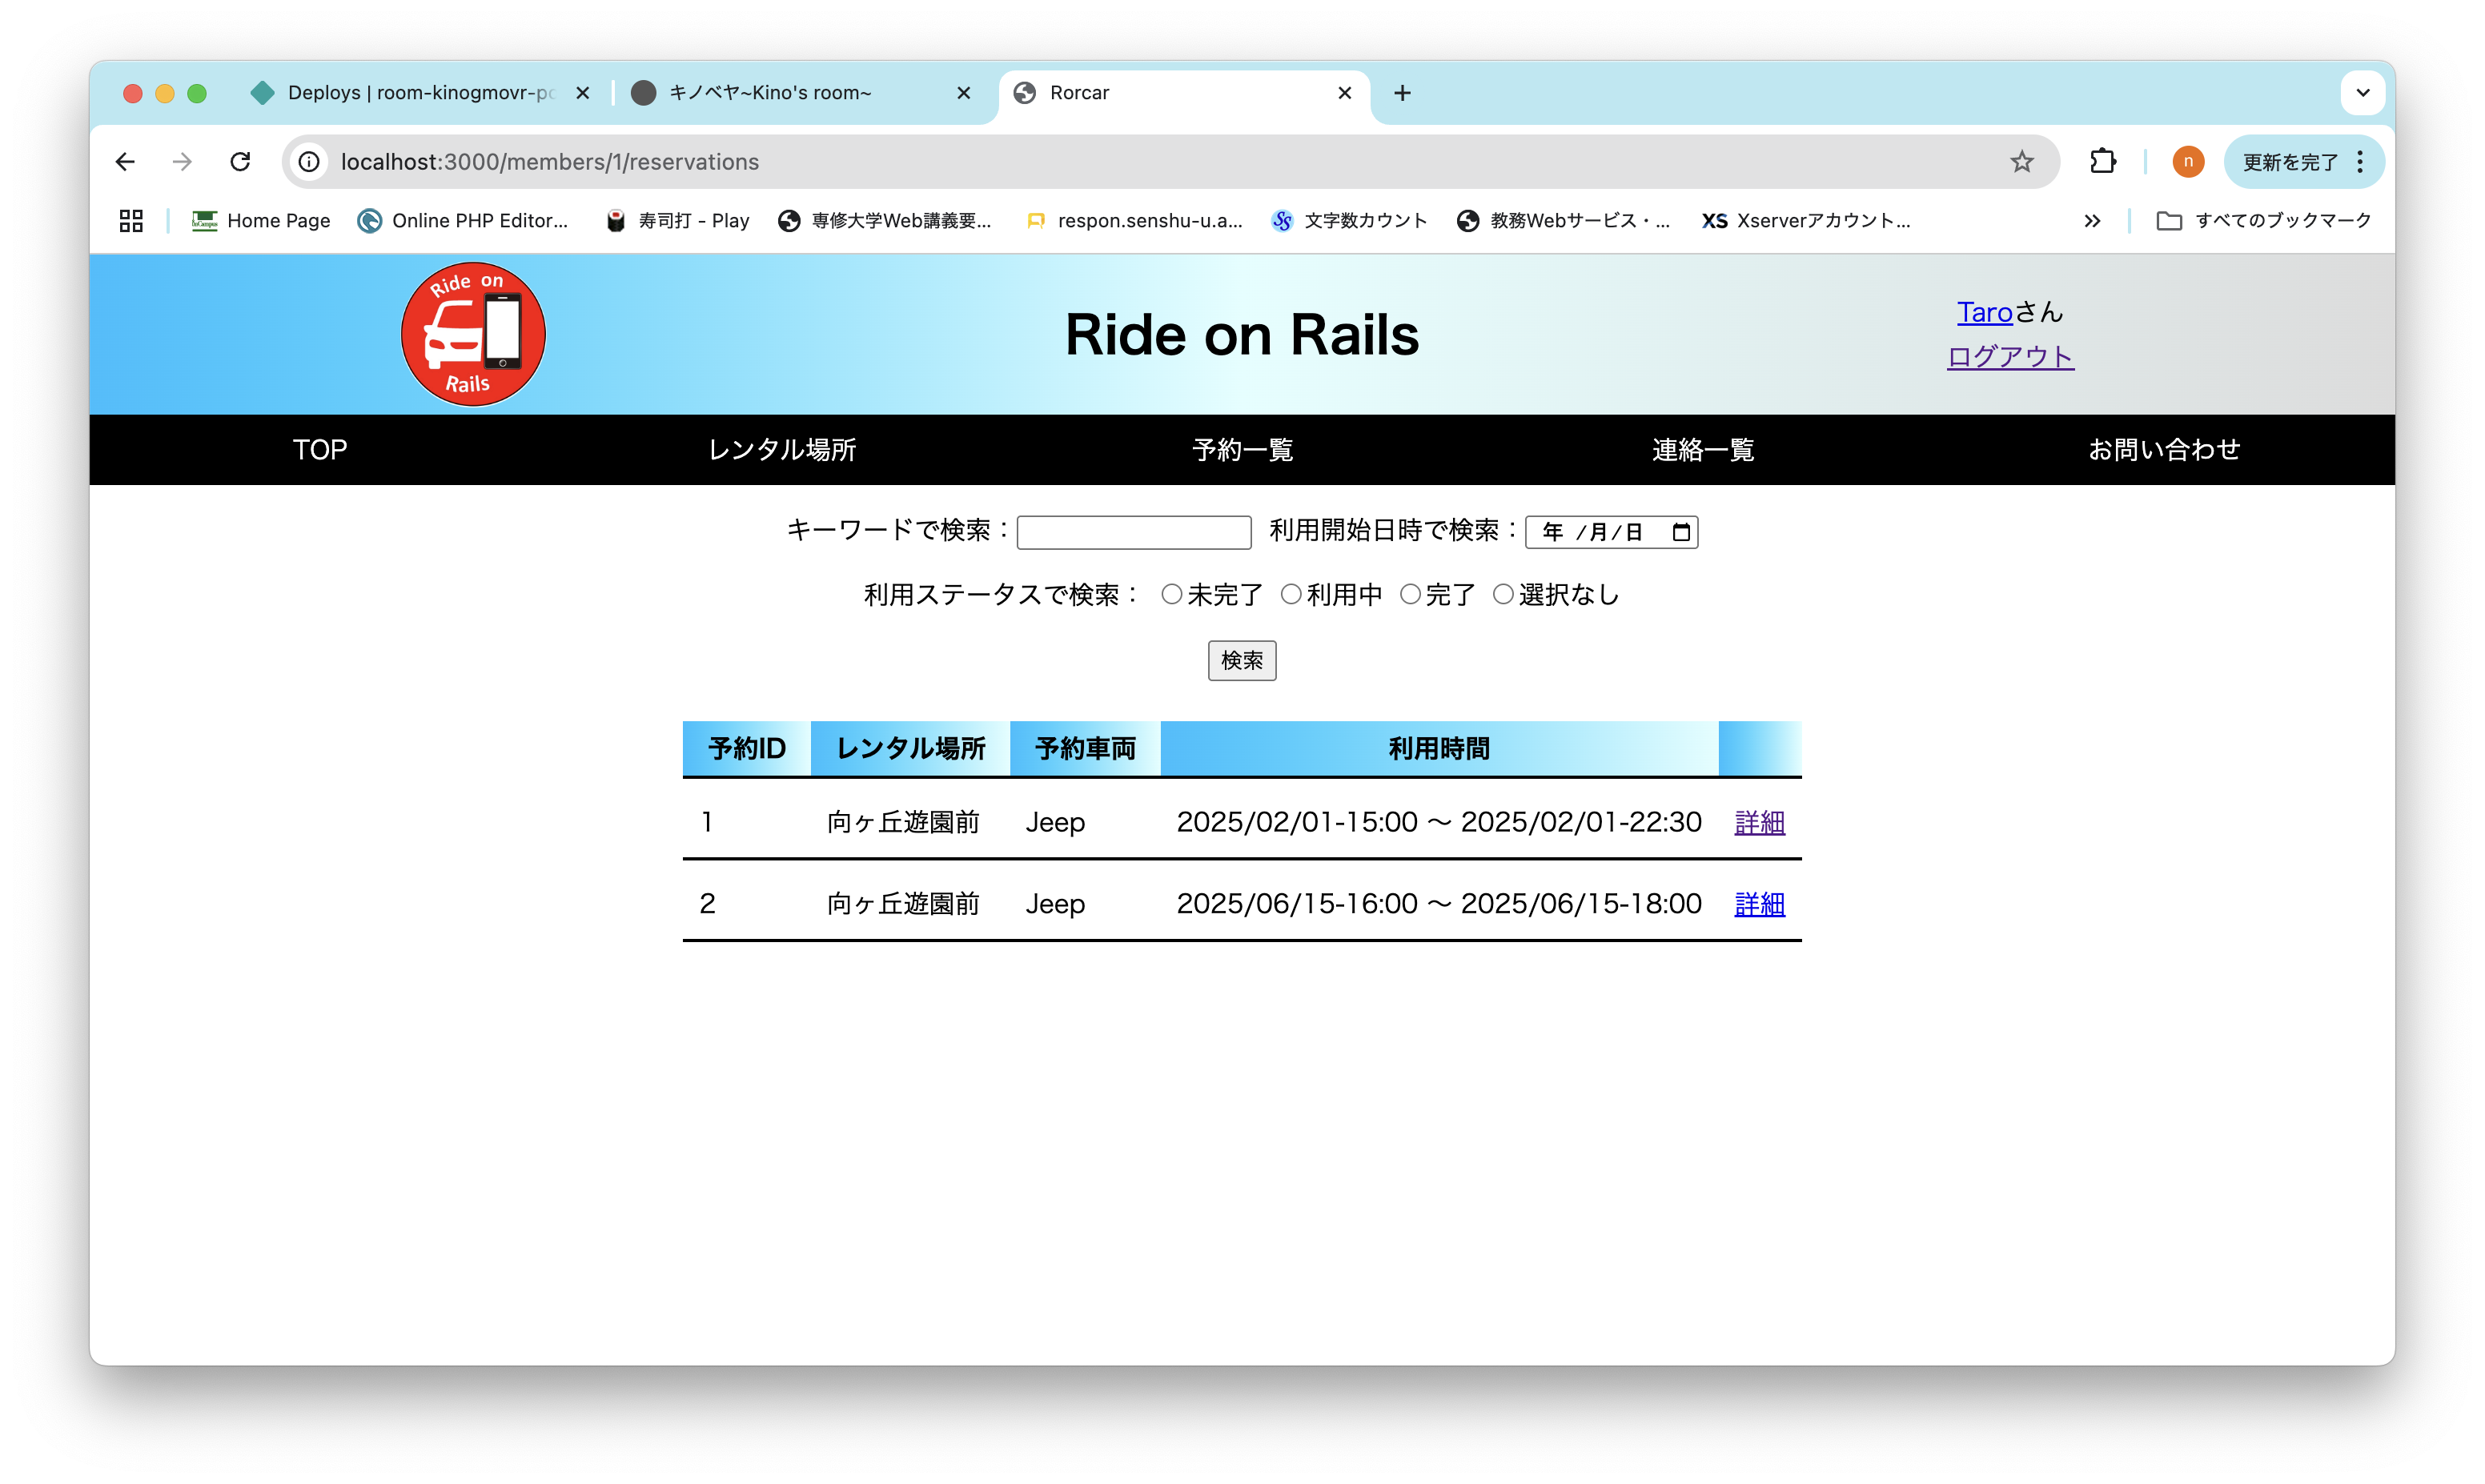 Deploys | room-kinogmovr-po
キノベヤ~Kino's room~
Rorcar
localhost:3000/members/1/reservations
n
更新を完了
Home Page
Online PHP Editor...
寿司打 - Play
専修大学Web講義要...
respon.senshu-u.a...
文字数カウント
教務Webサービス・...
XS Xserverアカウント...
すべてのブックマーク
Ride on
Rails
Ride on Rails
Taroさん
ログアウト
TOP レンタル場所 予約一覧 連絡一覧 お問い合わせ
キーワードで検索： 利用開始日時で検索： 年 /月/日
利用ステータスで検索： 未完了 利用中 完了 選択なし
検索
予約ID レンタル場所 予約車両 利用時間
1 向ヶ丘遊園前 Jeep 2025/02/01-15:00 〜 2025/02/01-22:30 詳細
2 向ヶ丘遊園前 Jeep 2025/06/15-16:00 〜 2025/06/15-18:00 詳細